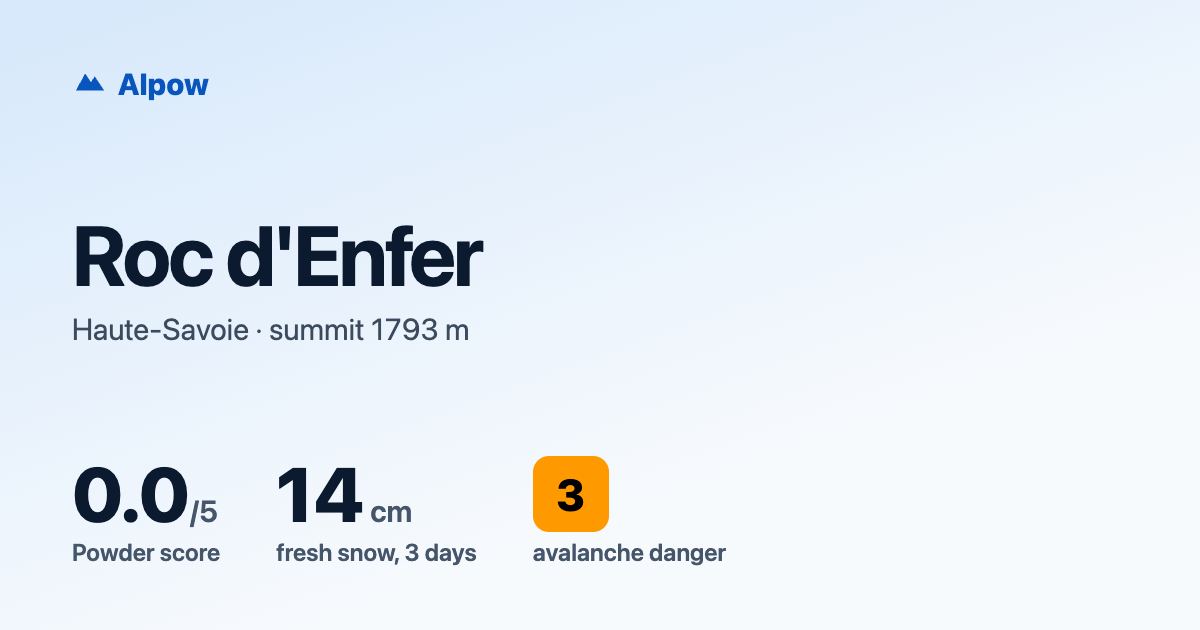 Alpow
Roc d'Enfer
Haute-Savoie · summit 1793 m
0.0/5
Powder score
14 cm
fresh snow, 3 days
3
avalanche danger